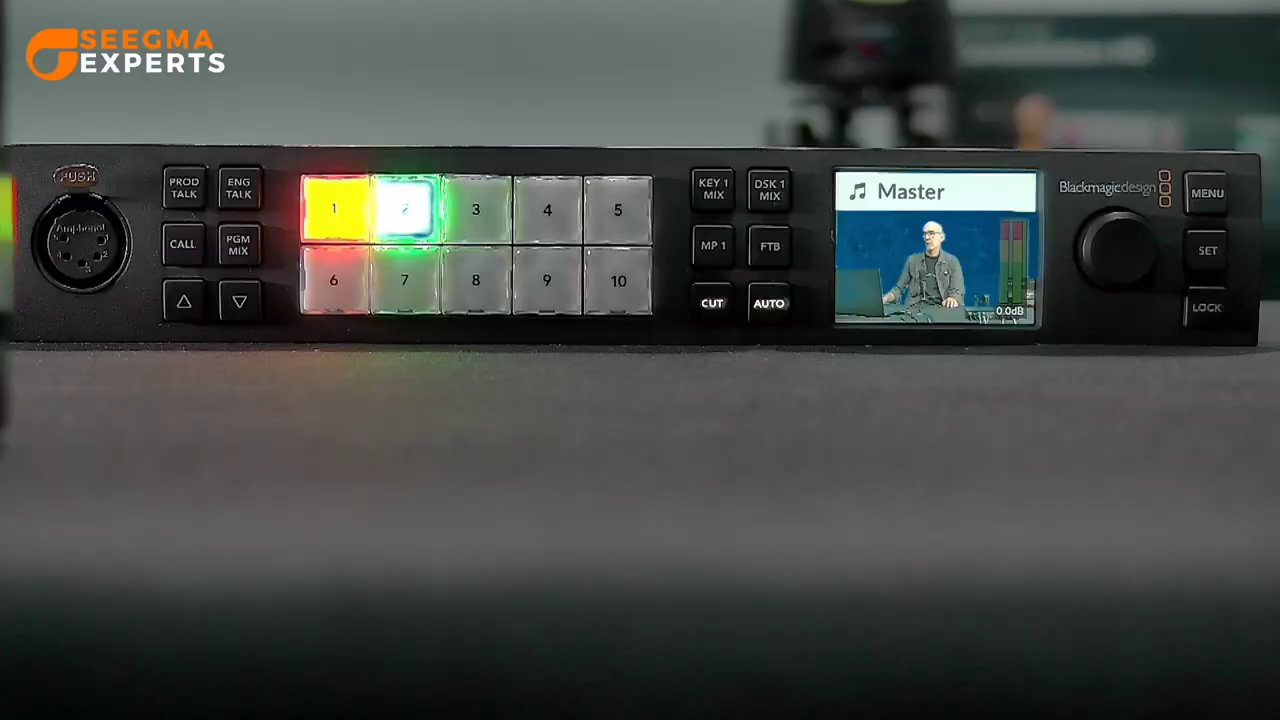 SEEGMA
EXPERTS
PUSH
Amphenol
PROD
TALK
ENG
TALK
CALL
PGM
MIX
1
2
3
4
5
6
7
8
9
10
KEY 1
MIX
DSK 1
MIX
MP 1
FTB
CUT
AUTO
Master
0.0dB
Blackmagicdesign
MENU
SET
LOCK